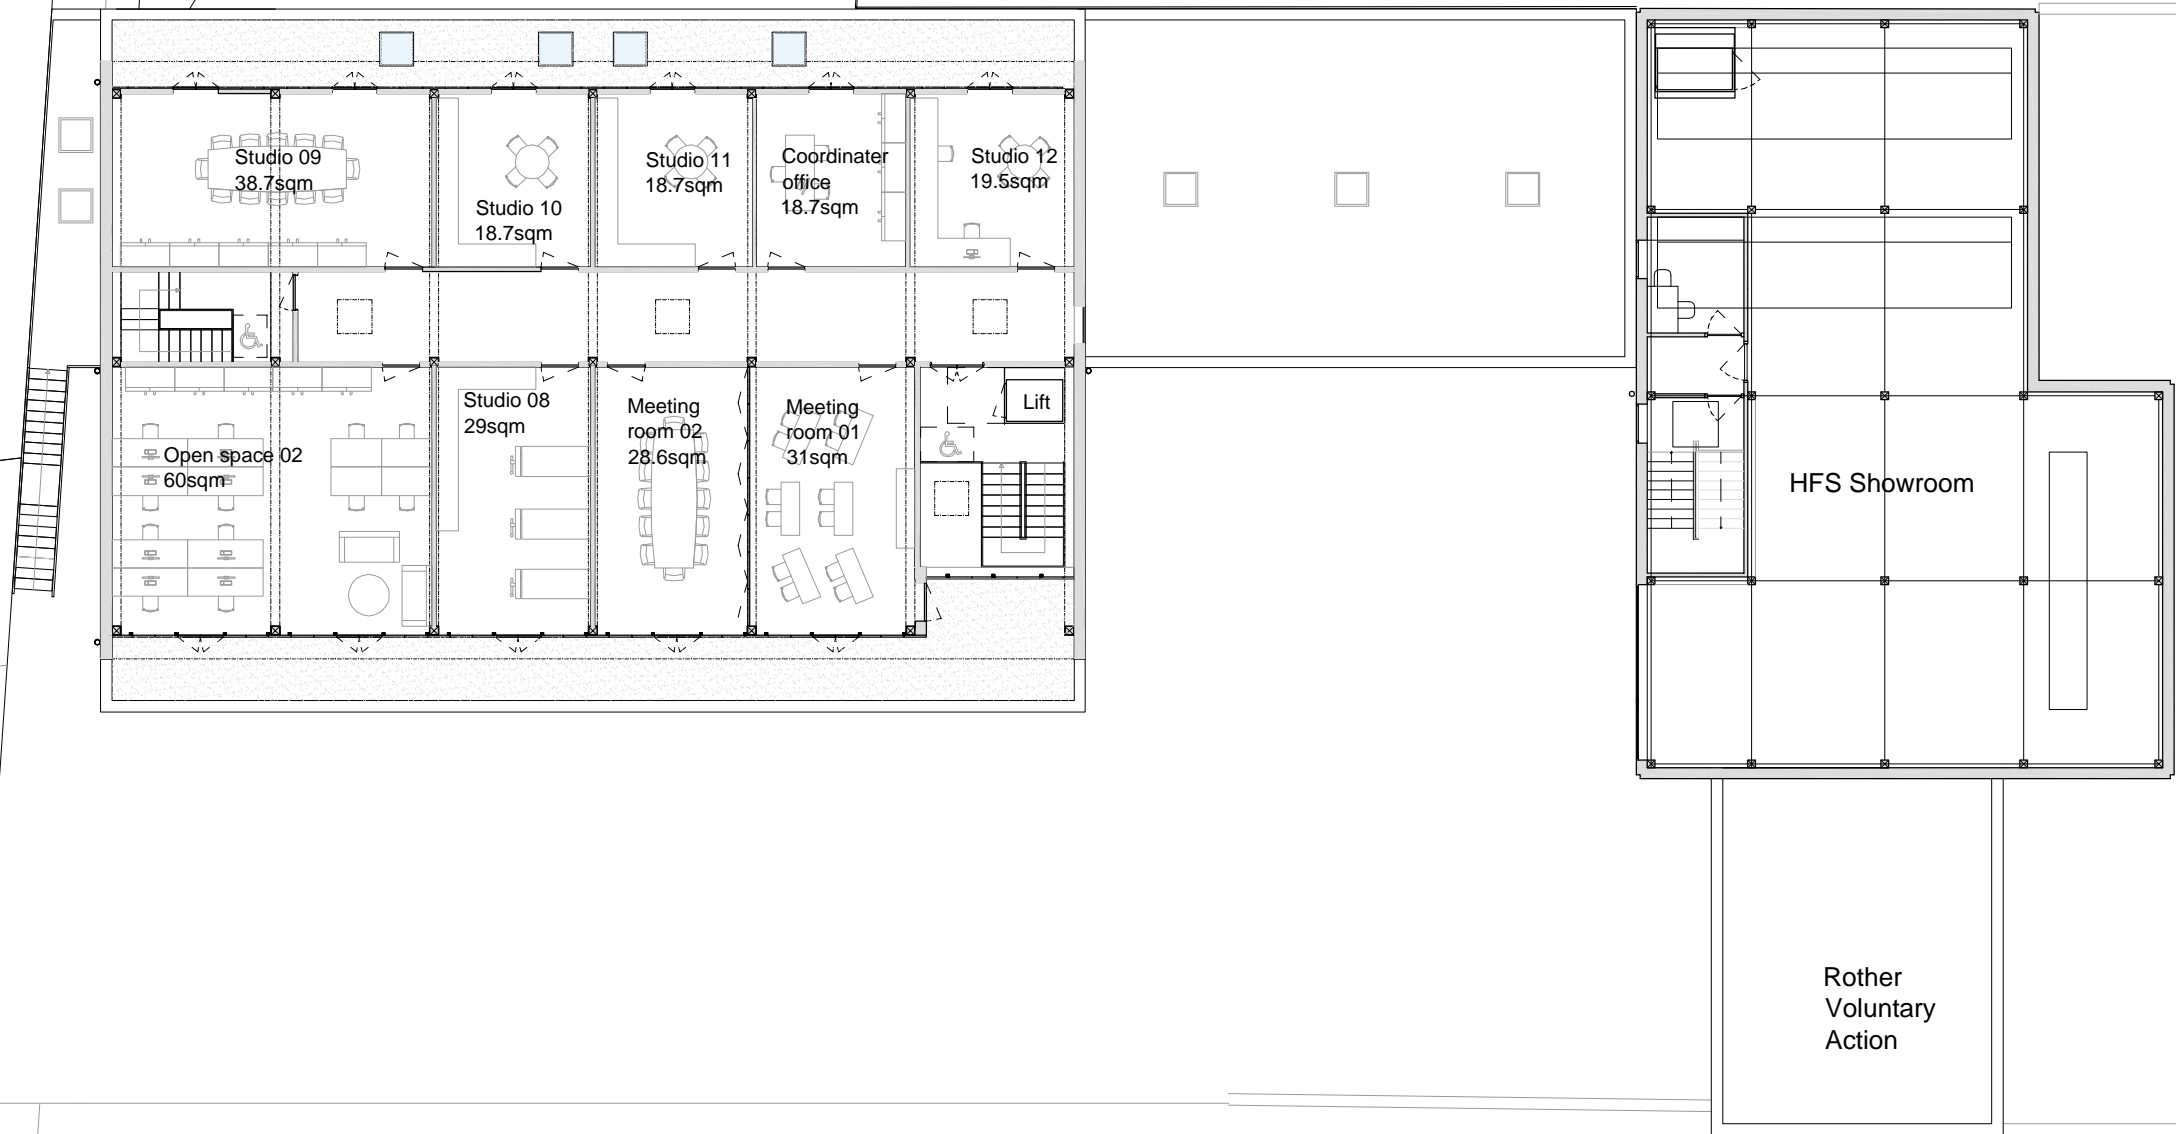 Studio 09
38.7sqm
Studio 10
18.7sqm
Studio 11
18.7sqm
Coordinater
office
18.7sqm
Studio 12
19.5sqm
Open space 02
60sqm
Studio 08
29sqm
Meeting
room 02
28.6sqm
Meeting
room 01
31sqm
Lift
HFS Showroom
Rother
Voluntary
Action